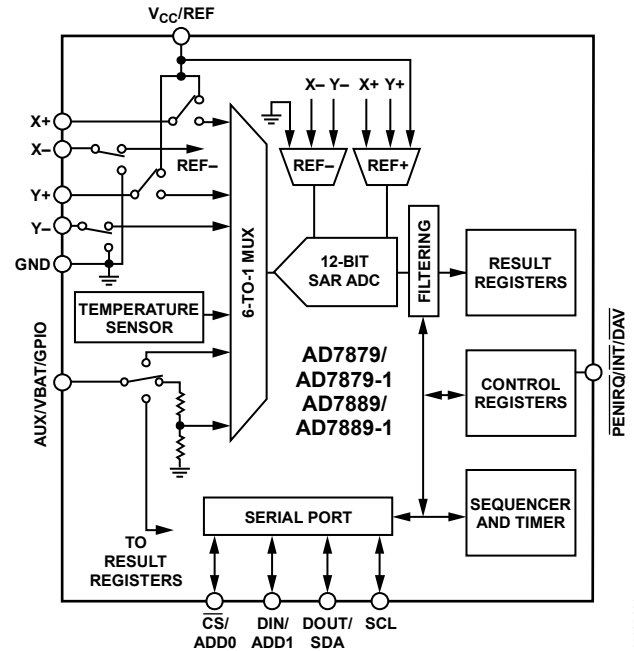 VCC/REF
X– Y– X+ Y+
X+
X–
REF–
Y+
Y–
GND
REF–
REF+
6-TO-1 MUX
12-BIT
SAR ADC
FILTERING
RESULT
REGISTERS
TEMPERATURE
SENSOR
AUX/VBAT/GPIO
AD7879/
AD7879-1
AD7889/
AD7889-1
CONTROL
REGISTERS
PENIRQ/INT/DAV
SEQUENCER
AND TIMER
SERIAL PORT
TO
RESULT
REGISTERS
CS/
ADD0
DIN/
ADD1
DOUT/
SDA
SCL